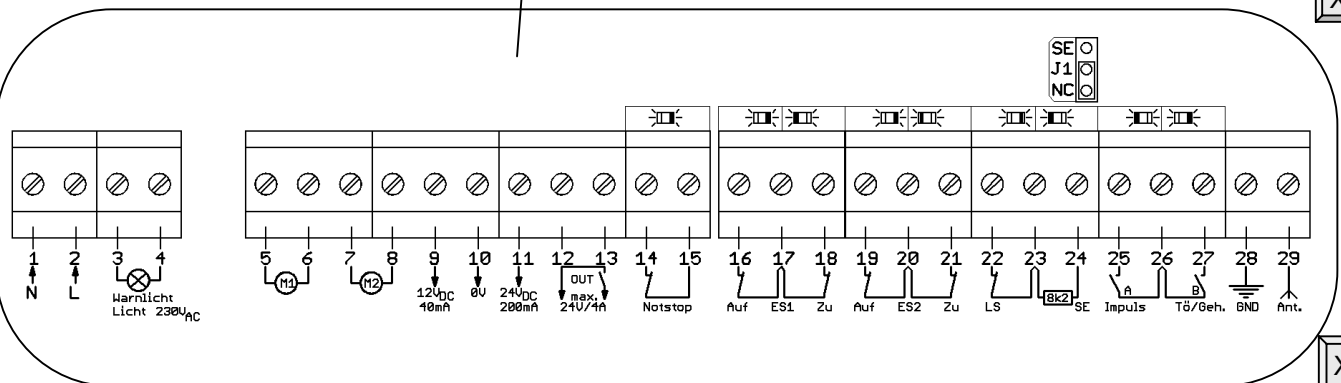 SE
J1
NC
1 2 3 4 5 6 7 8 9 10 11 12 13 14 15 16 17 18 19 20 21 22 23 24 25 26 27 28 29
N L
Warnlicht
Licht 230VAC
M1
M2
12VDC
40mA
0V
24VDC
200mA
OUT
max.
24V/4A
Notstop
Auf ES1 Zu
Auf ES2 Zu
LS 8k2 SE
A B
Impuls Tö/Geh.
GND
Ant.